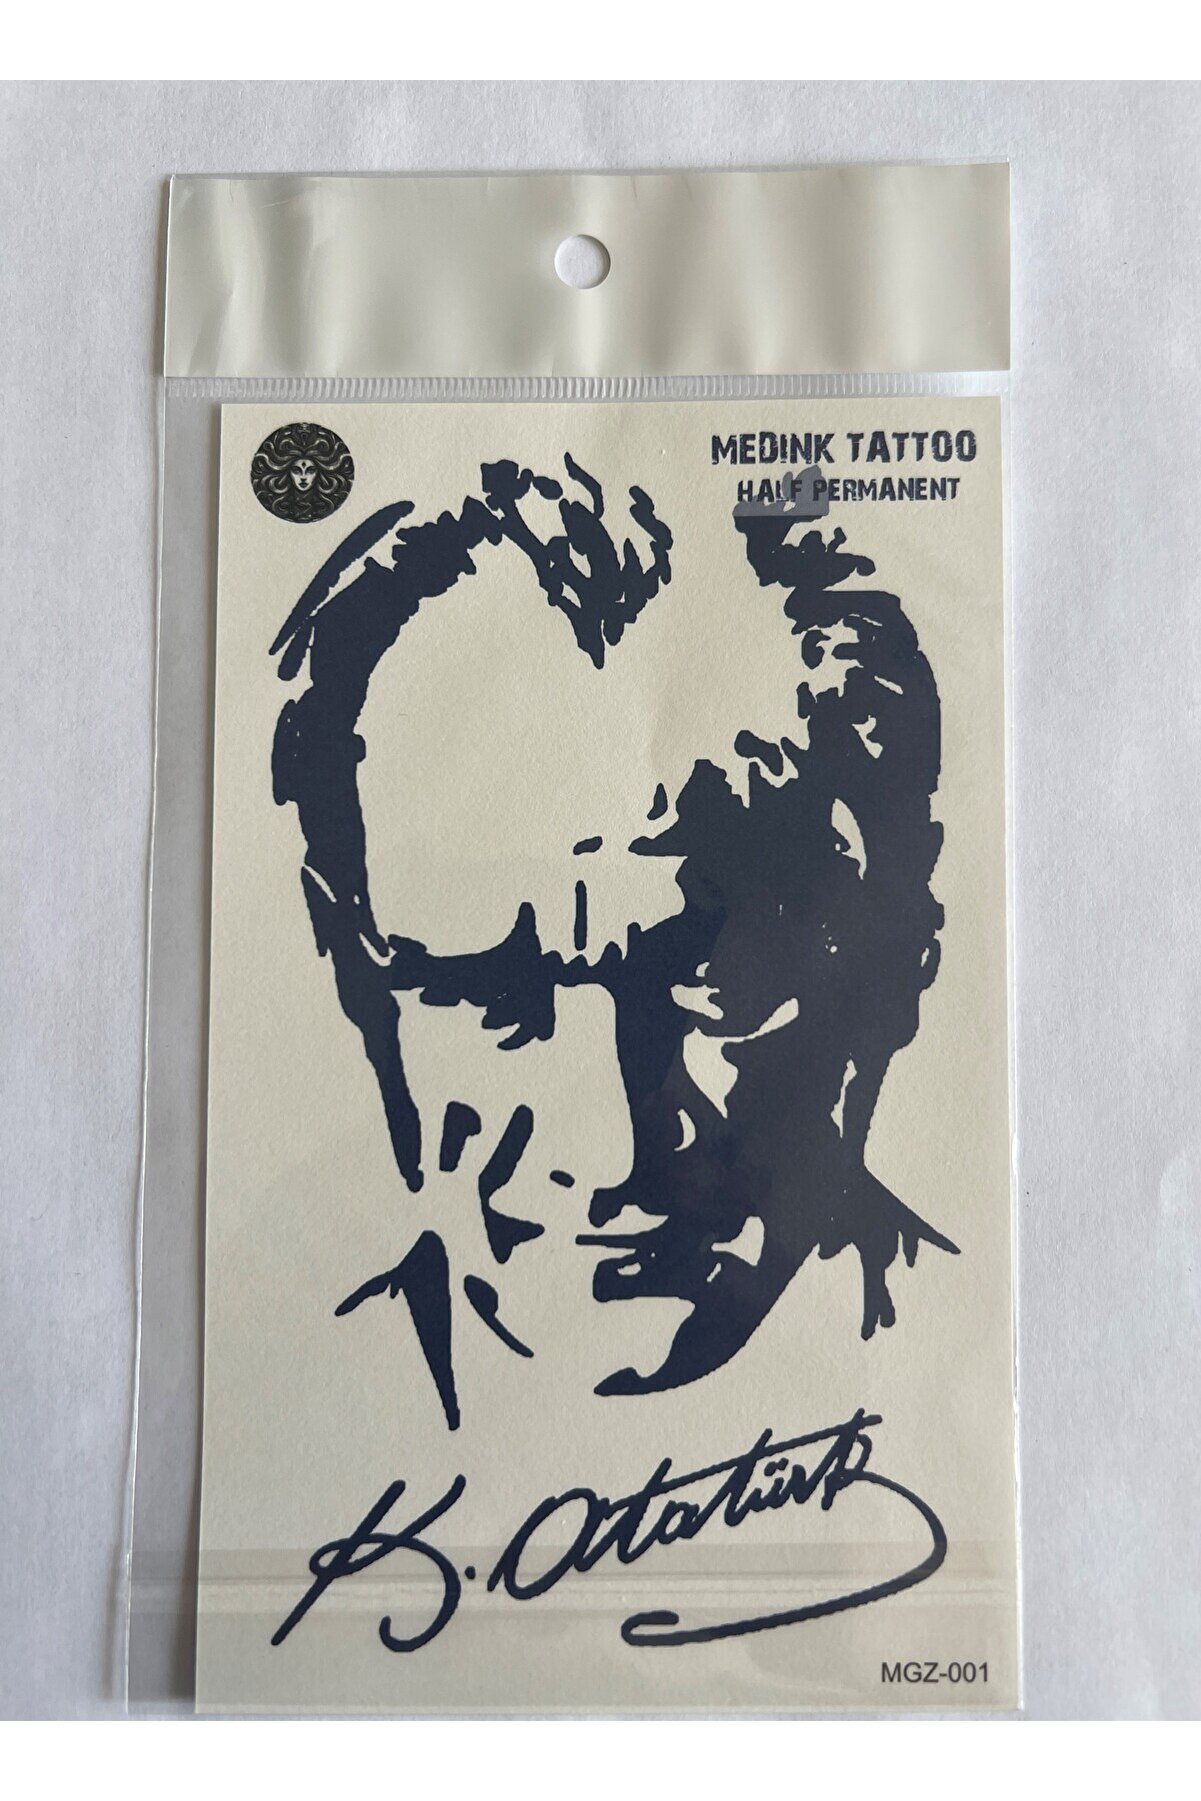 MEDINK TATTOO
HALF PERMANENT
K. Atatürk
MGZ-001